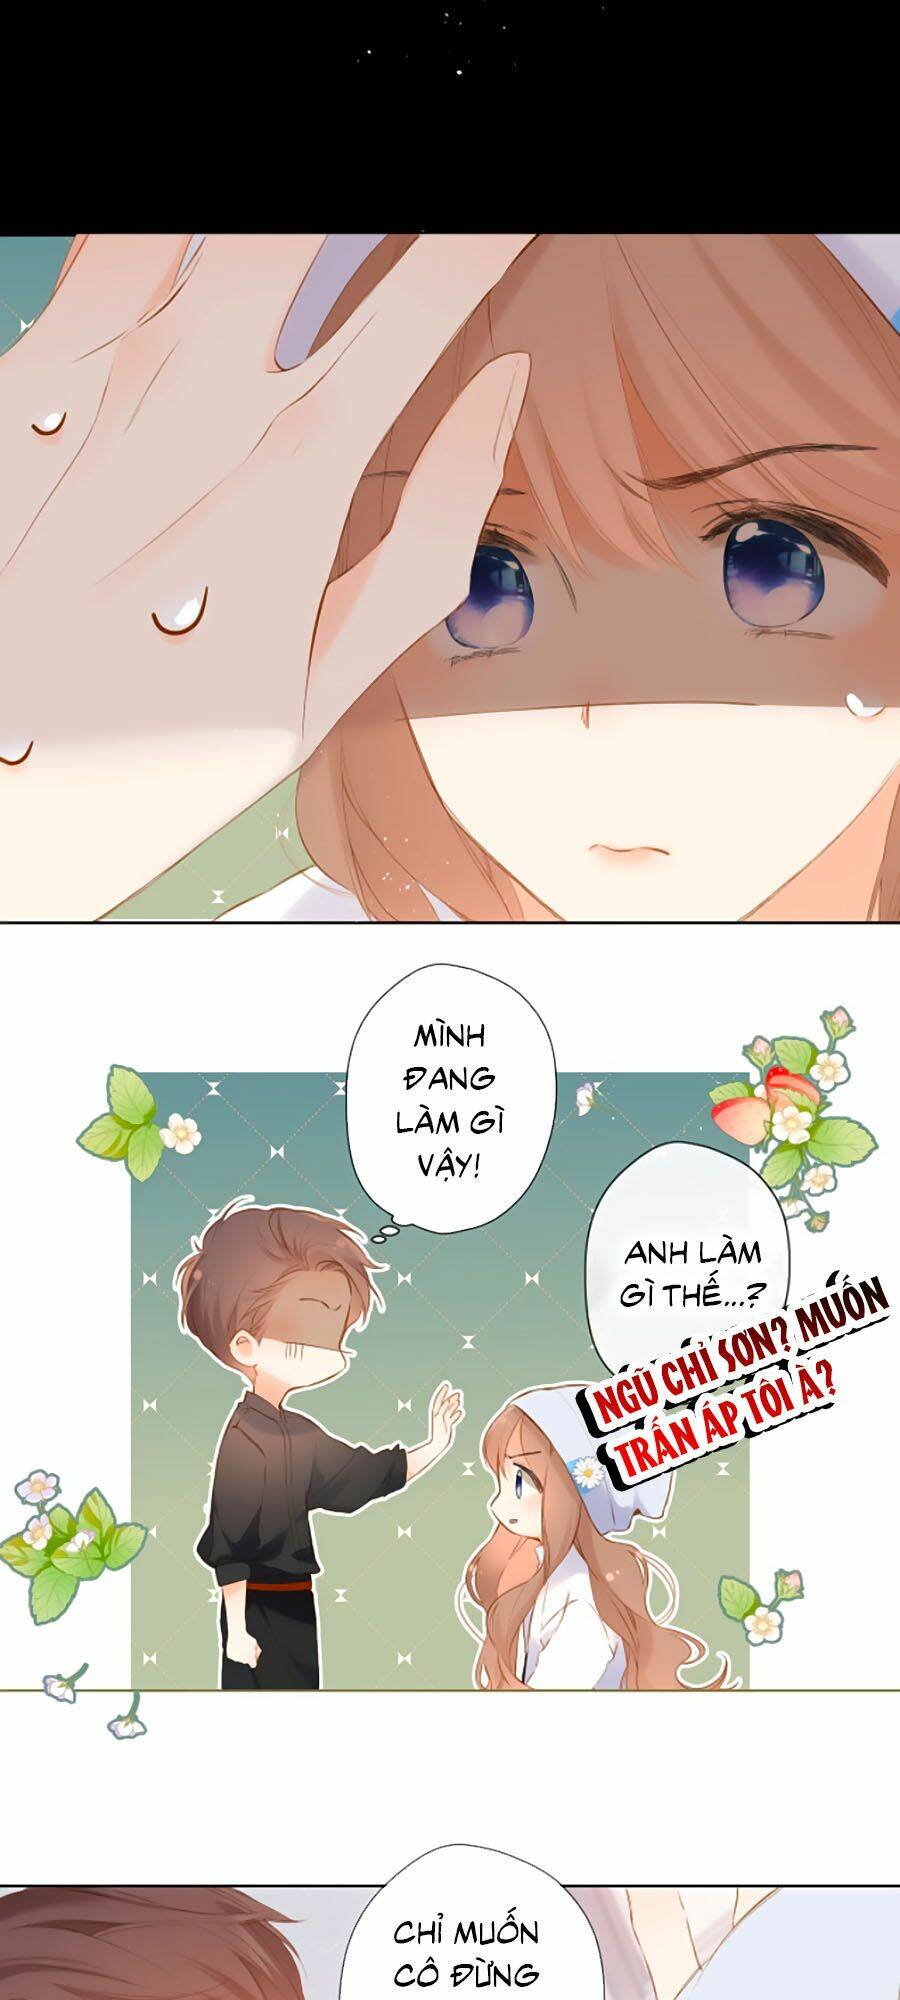 MÌNH
ĐANG
LÀM GÌ
VẬY!
ANH LÀM
GÌ THẾ...?
NGŨ CHỈ SƠN? MUỐN
TRẤN ÁP TÔI À?
CHỈ MUỐN
CÔ ĐỪNG